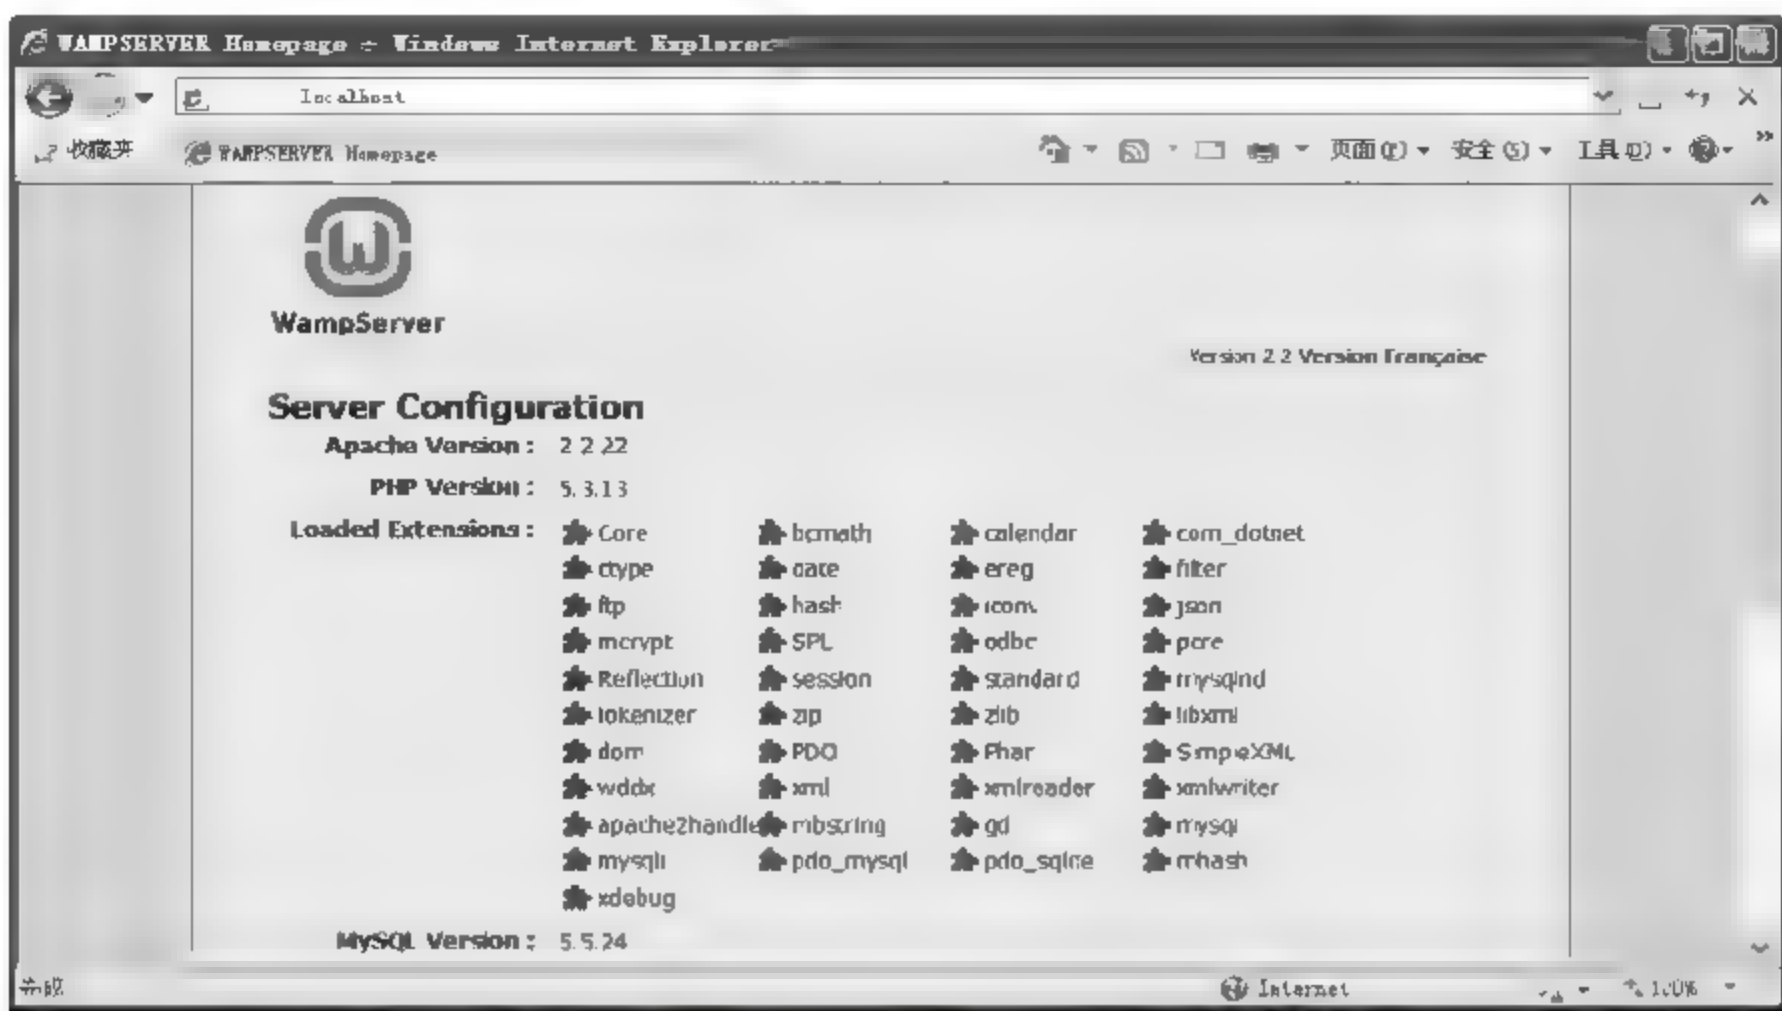 WAMPSERVER Homepage - Windows Internet Explorer
localhost
收藏夹 WAMPSERVER Homepage 页面(P) 安全(S) 工具(O)
WampServer
Version 2.2 Version Française
Server Configuration
Apache Version : 2.2.22
PHP Version : 5.3.13
Loaded Extensions : Core bcmath calendar com_dotnet
ctype date ereg filter
ftp hash iconv json
mcrypt SPL odbc pcre
Reflection session standard mysqlnd
tokenizer zip zlib libxml
dom PDO Phar SimpleXML
wddx xml xmlreader xmlwriter
apache2handle mbstring gd mysql
mysqli pdo_mysql pdo_sqlite mhash
xdebug
MySQL Version : 5.5.24
完成 Internet 100%